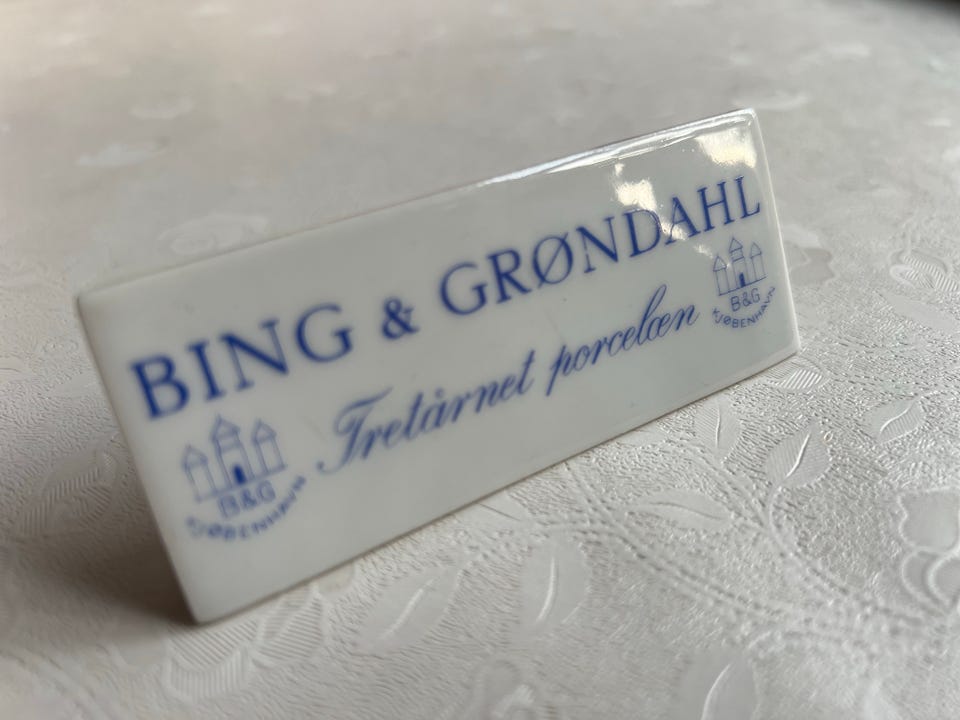 BING & GRØNDAHL
Tretårnet porcelæn
B&G
KJØBENHAVN
B&G
KJØBENHAVN